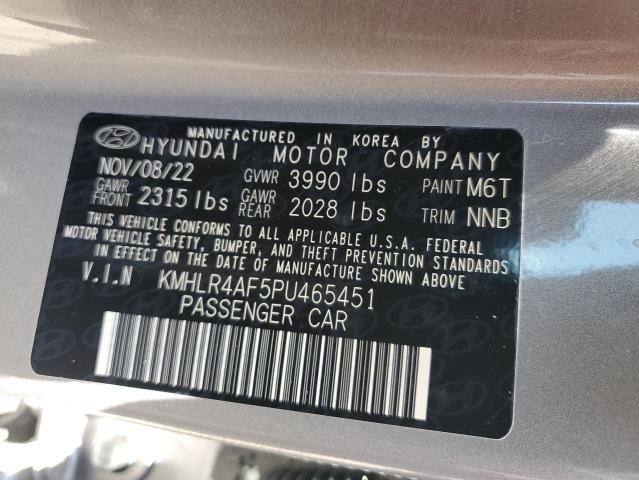 MANUFACTURED IN KOREA BY
HYUNDAI MOTOR COMPANY
NOV/08/22 GVWR 3990 lbs PAINT M6T
GAWR FRONT 2315 lbs GAWR REAR 2028 lbs TRIM NNB
THIS VEHICLE CONFORMS TO ALL APPLICABLE U.S.A. FEDERAL
MOTOR VEHICLE SAFETY, BUMPER, AND THEFT PREVENTION STANDARDS IN EFFECT
ON THE DATE OF MANUFACTURE SHOWN ABOVE
V.I.N KMHLR4AF5PU465451
PASSENGER CAR